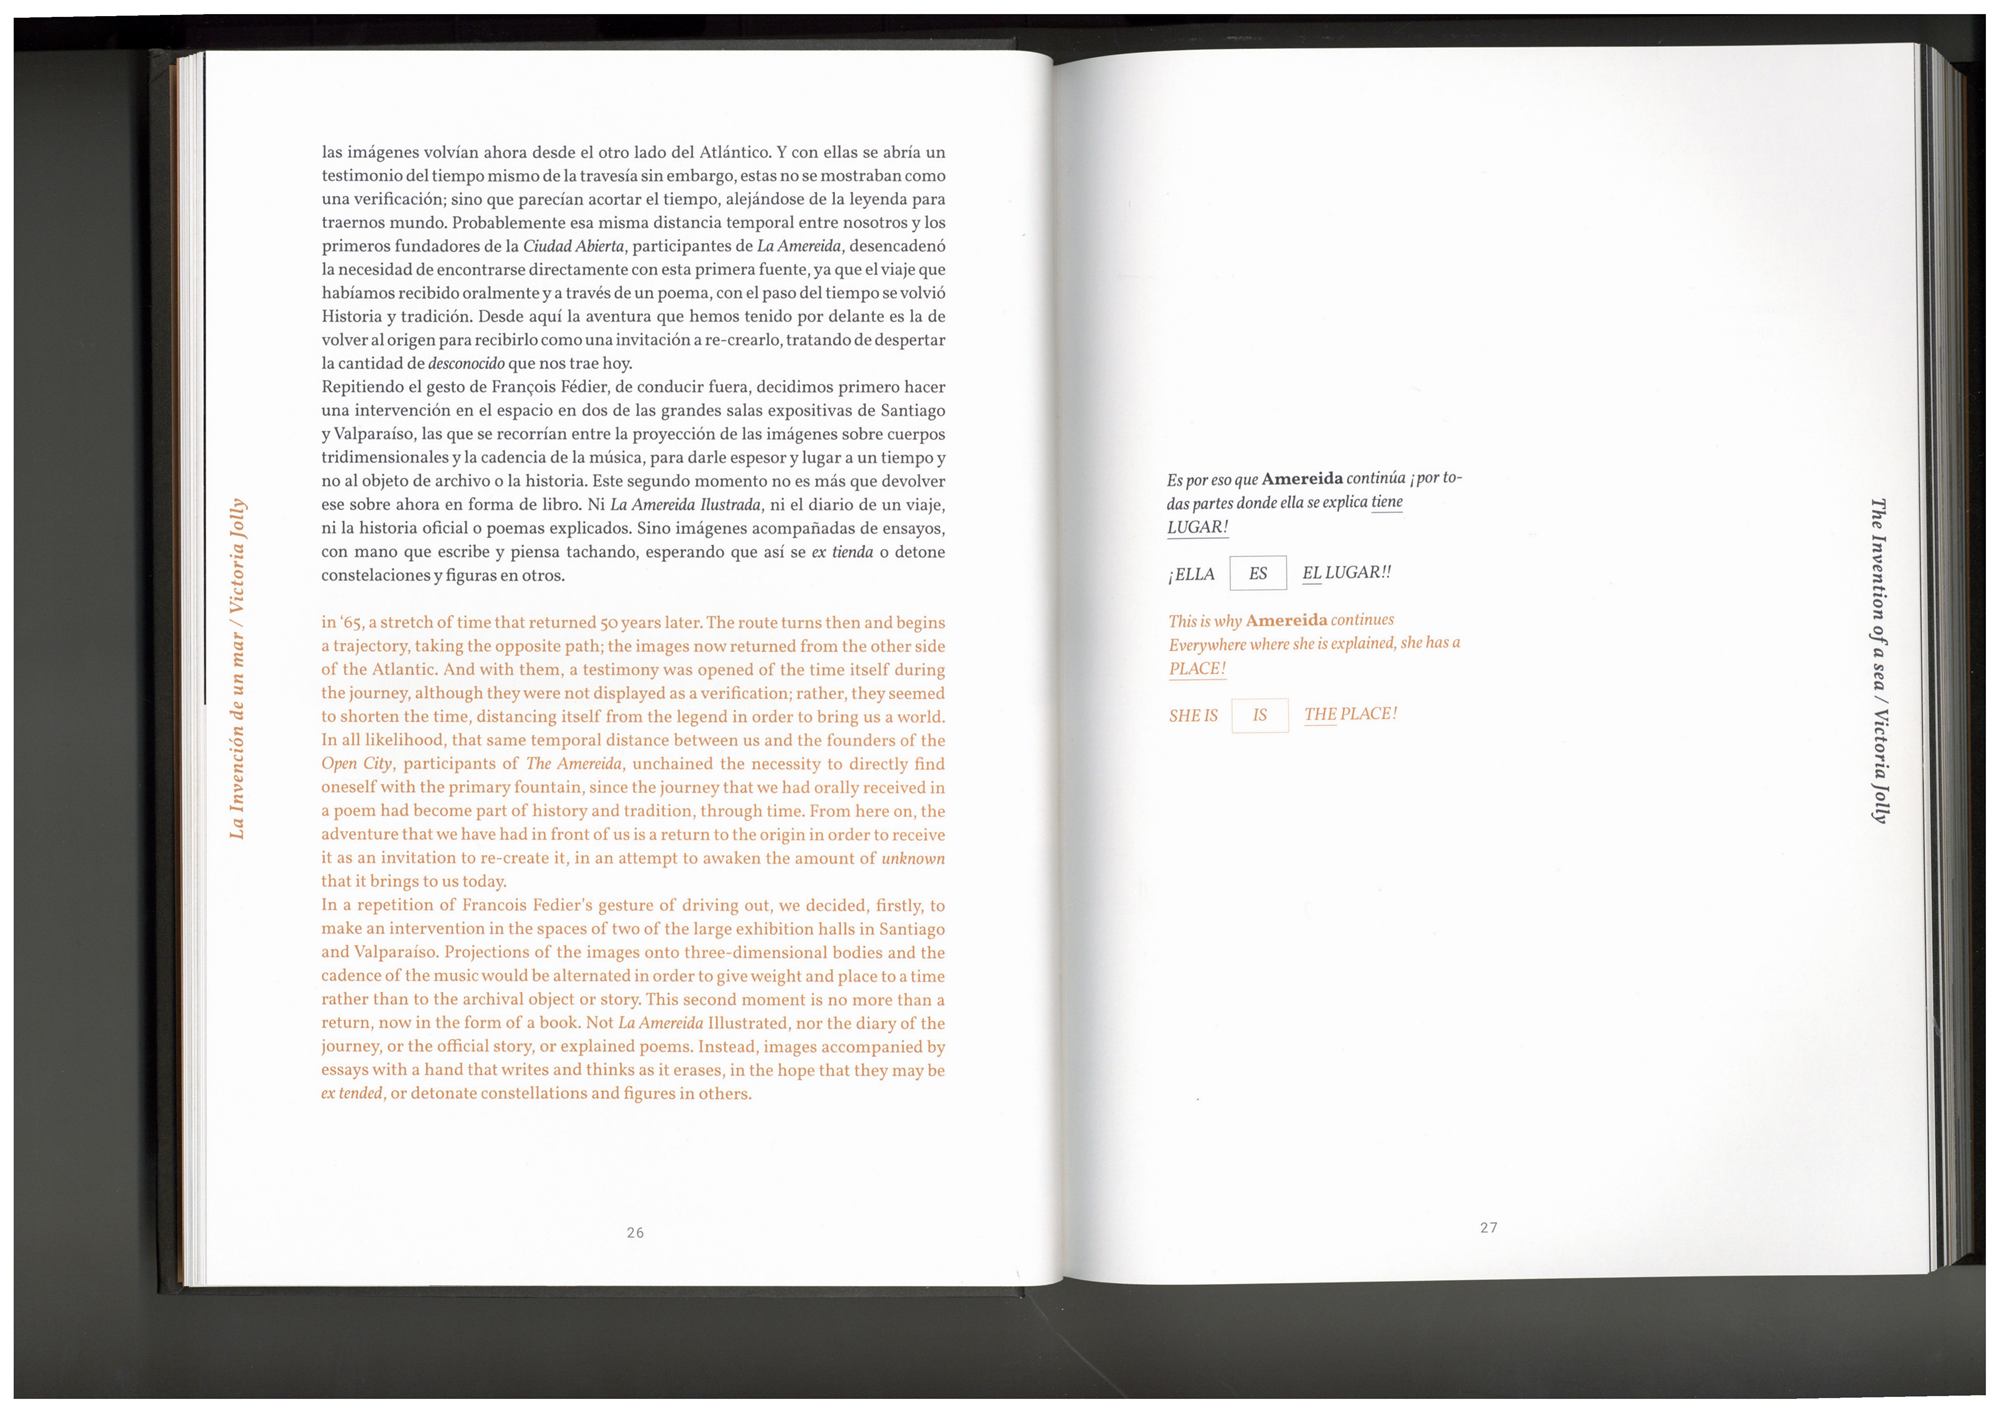 La Invención de un mar / Victoria Jolly
las imágenes volvían ahora desde el otro lado del Atlántico. Y con ellas se abría un
testimonio del tiempo mismo de la travesía sin embargo, estas no se mostraban como
una verificación; sino que parecían acortar el tiempo, alejándose de la leyenda para
traernos mundo. Probablemente esa misma distancia temporal entre nosotros y los
primeros fundadores de la Ciudad Abierta, participantes de La Amereida, desencadenó
la necesidad de encontrarse directamente con esta primera fuente, ya que el viaje que
habíamos recibido oralmente y a través de un poema, con el paso del tiempo se volvió
Historia y tradición. Desde aquí la aventura que hemos tenido por delante es la de
volver al origen para recibirlo como una invitación a re-crearlo, tratando de despertar
la cantidad de desconocido que nos trae hoy.
Repitiendo el gesto de François Fédier, de conducir fuera, decidimos primero hacer
una intervención en el espacio en dos de las grandes salas expositivas de Santiago
y Valparaíso, las que se recorrían entre la proyección de las imágenes sobre cuerpos
tridimensionales y la cadencia de la música, para darle espesor y lugar a un tiempo y
no al objeto de archivo o la historia. Este segundo momento no es más que devolver
ese sobre ahora en forma de libro. Ni La Amereida Ilustrada, ni el diario de un viaje,
ni la historia oficial o poemas explicados. Sino imágenes acompañadas de ensayos,
con mano que escribe y piensa tachando, esperando que así se ex tienda o detone
constelaciones y figuras en otros.
in ‘65, a stretch of time that returned 50 years later. The route turns then and begins
a trajectory, taking the opposite path; the images now returned from the other side
of the Atlantic. And with them, a testimony was opened of the time itself during
the journey, although they were not displayed as a verification; rather, they seemed
to shorten the time, distancing itself from the legend in order to bring us a world.
In all likelihood, that same temporal distance between us and the founders of the
Open City, participants of The Amereida, unchained the necessity to directly find
oneself with the primary fountain, since the journey that we had orally received in
a poem had become part of history and tradition, through time. From here on, the
adventure that we have had in front of us is a return to the origin in order to receive
it as an invitation to re-create it, in an attempt to awaken the amount of unknown
that it brings to us today.
In a repetition of Francois Fedier’s gesture of driving out, we decided, firstly, to
make an intervention in the spaces of two of the large exhibition halls in Santiago
and Valparaíso. Projections of the images onto three-dimensional bodies and the
cadence of the music would be alternated in order to give weight and place to a time
rather than to the archival object or story. This second moment is no more than a
return, now in the form of a book. Not La Amereida Illustrated, nor the diary of the
journey, or the official story, or explained poems. Instead, images accompanied by
essays with a hand that writes and thinks as it erases, in the hope that they may be
ex tended, or detonate constellations and figures in others.
26
Es por eso que Amereida continúa ¡por to-
das partes donde ella se explica tiene
LUGAR!
¡ELLA ES EL LUGAR!!
This is why Amereida continues
Everywhere where she is explained, she has a
PLACE!
SHE IS IS THE PLACE!
27
The Invention of a sea / Victoria Jolly